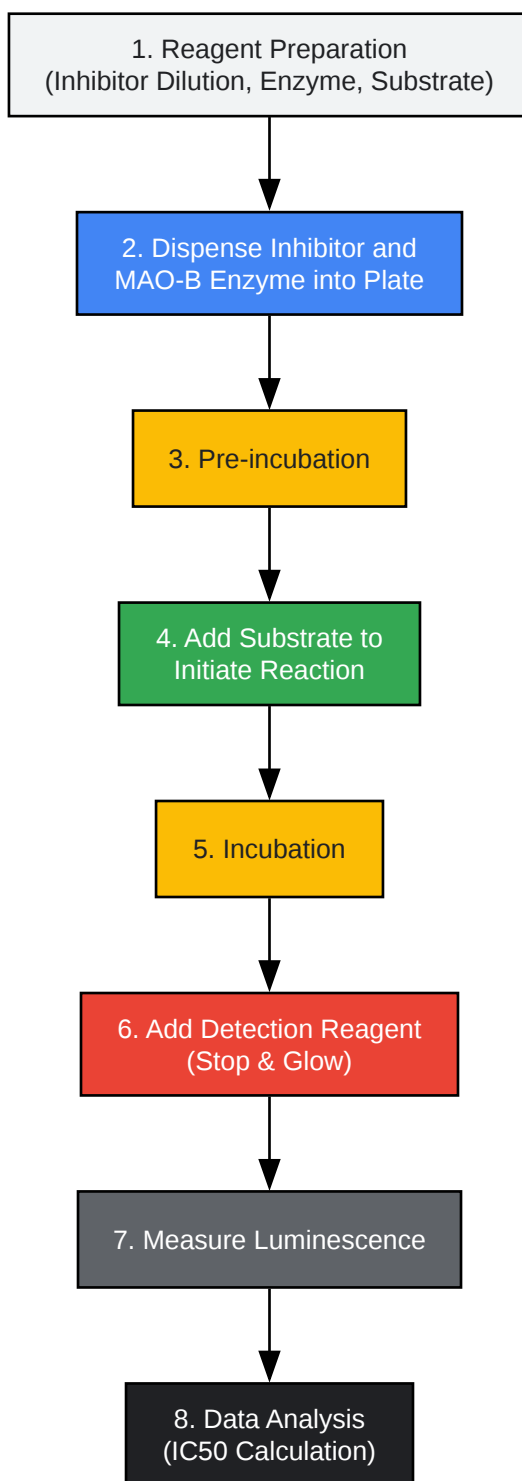 1. Reagent Preparation
(Inhibitor Dilution, Enzyme, Substrate)
2. Dispense Inhibitor and
MAO-B Enzyme into Plate
3. Pre-incubation
4. Add Substrate to
Initiate Reaction
5. Incubation
6. Add Detection Reagent
(Stop & Glow)
7. Measure Luminescence
8. Data Analysis
(IC50 Calculation)